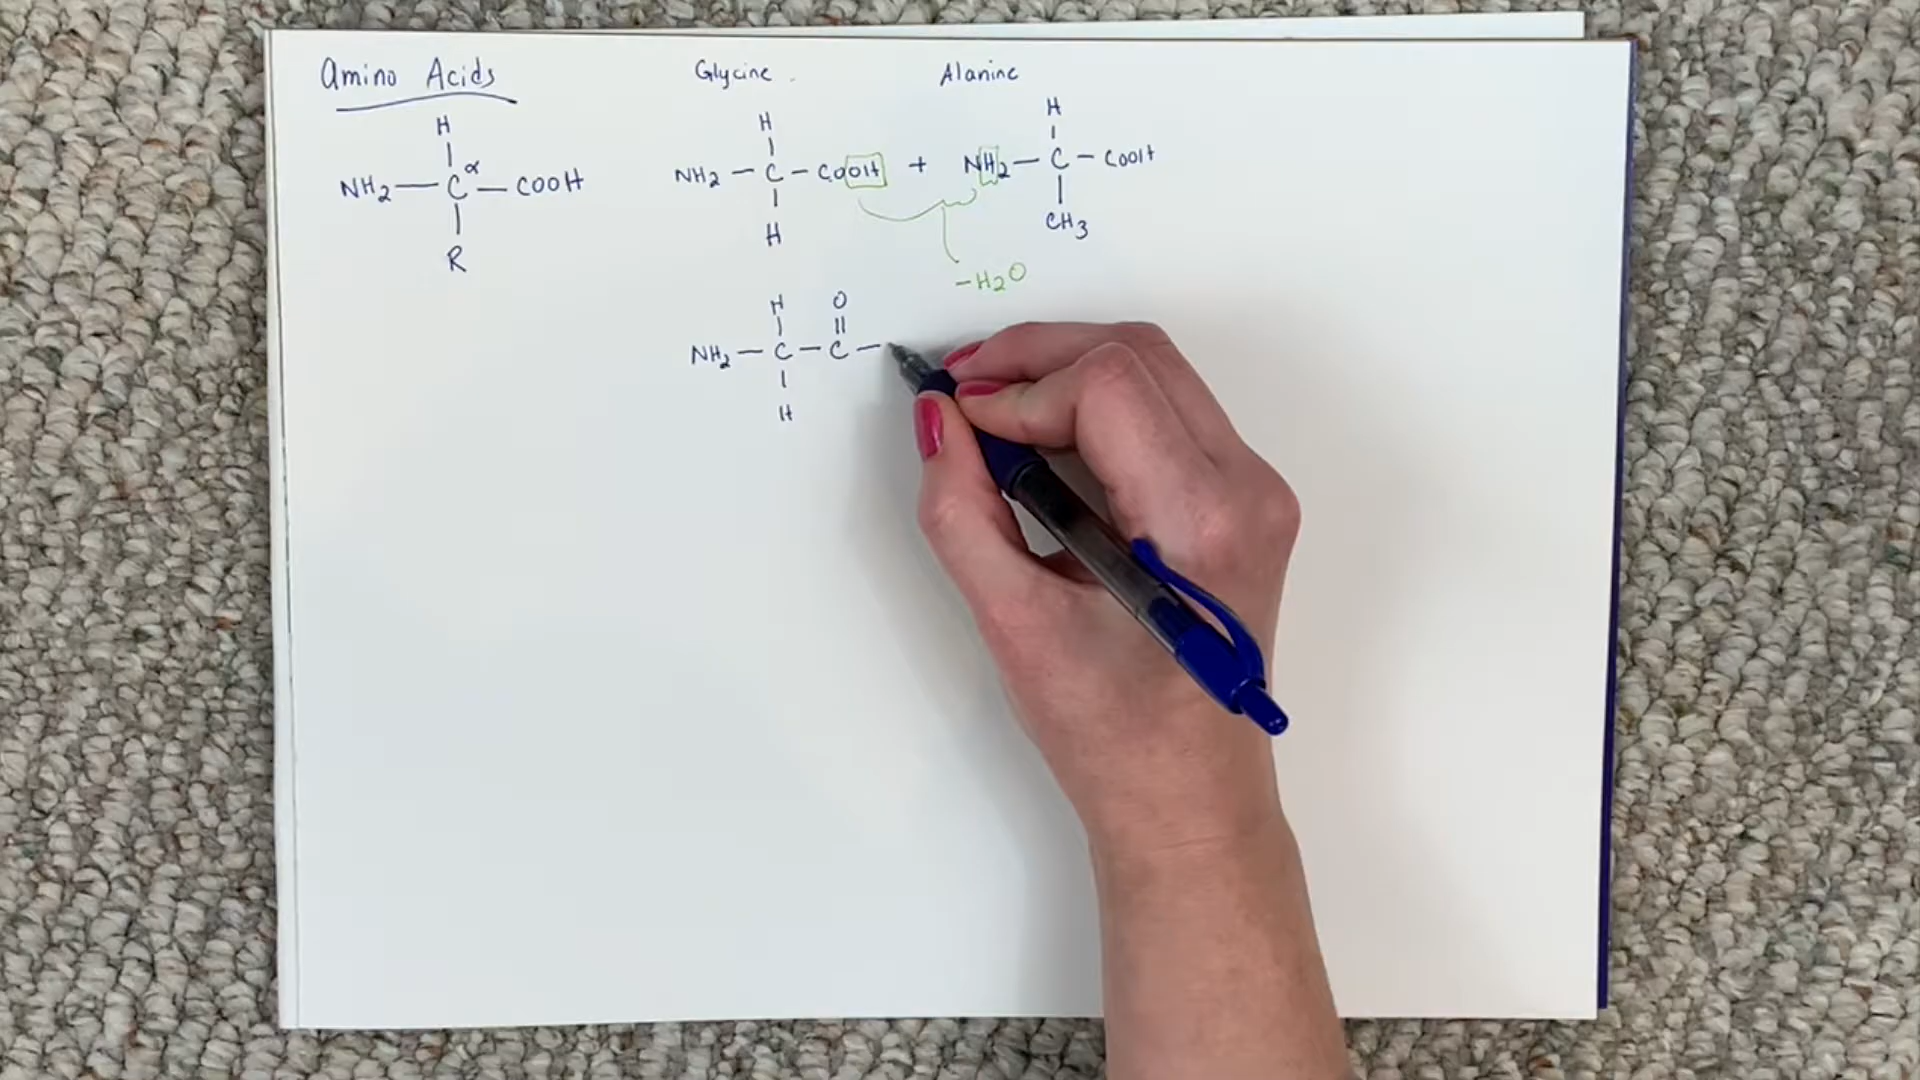 Amino Acids Glycine Alanine
H H H
NH2 — Cα — COOH NH2 — C — COOH + NH2 — C — COOH
R H CH3
-H2O
H O
NH2 — C — C —
H